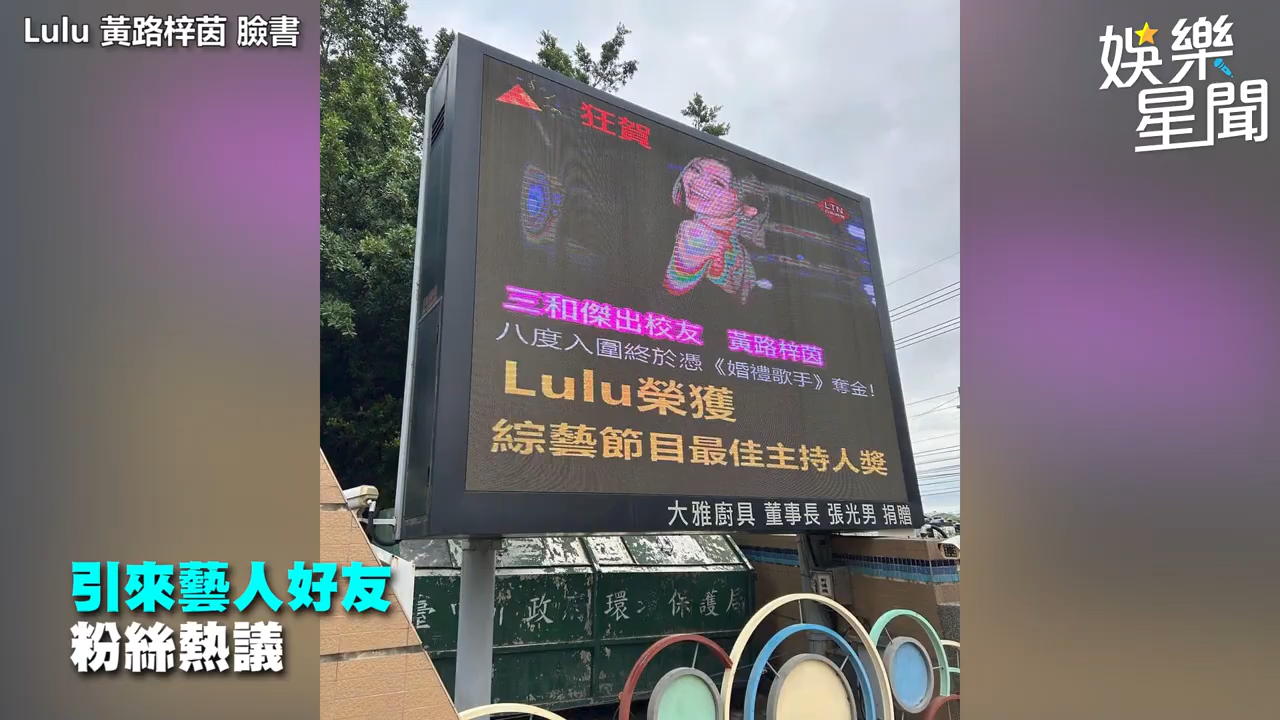 Lulu 黃路梓茵 臉書
娛樂
星聞
狂賀
LTN
三和傑出校友 黃路梓茵
八度入圍終於憑《婚禮歌手》奪金!
Lulu榮獲
綜藝節目最佳主持人獎
大雅廚具 董事長 張光男 捐贈
引來藝人好友
粉絲熱議
環 保護局